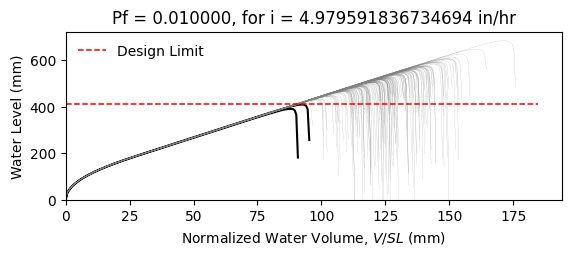 Pf = 0.010000, for i = 4.979591836734694 in/hr
Design Limit
Water Level (mm)
600
400
200
0
0 25 50 75 100 125 150 175
Normalized Water Volume, V/SL (mm)